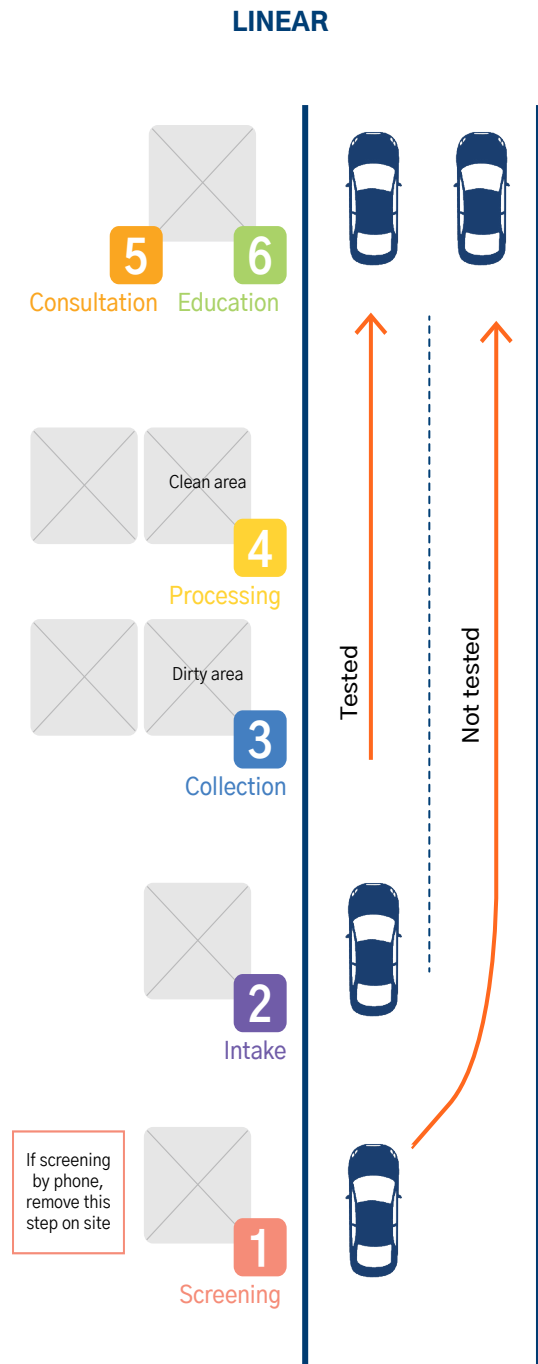 LINEAR
5
6
Consultation
Education
Clean area
4
Processing
Dirty area
3
Collection
Tested
Not tested
2
Intake
If screening
by phone,
remove this
step on site
1
Screening